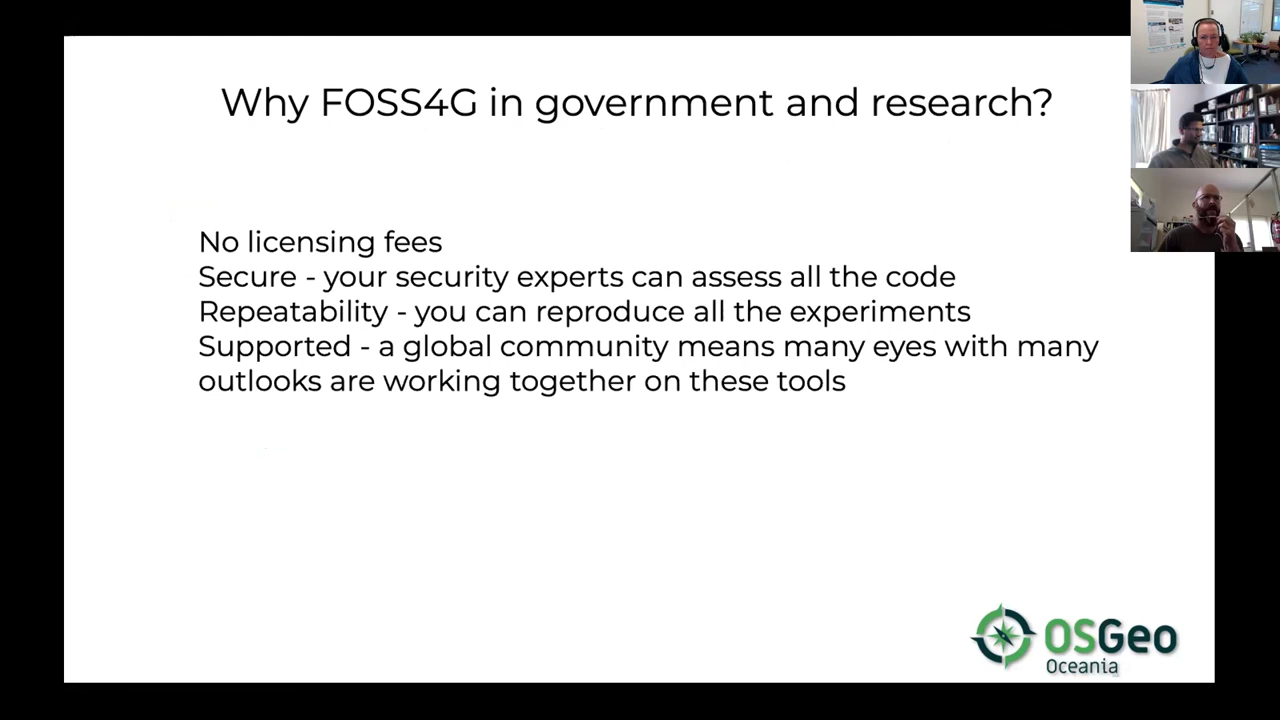 Why FOSS4G in government and research?
No licensing fees
Secure - your security experts can assess all the code
Repeatability - you can reproduce all the experiments
Supported - a global community means many eyes with many
outlooks are working together on these tools
OSGeo
Oceania